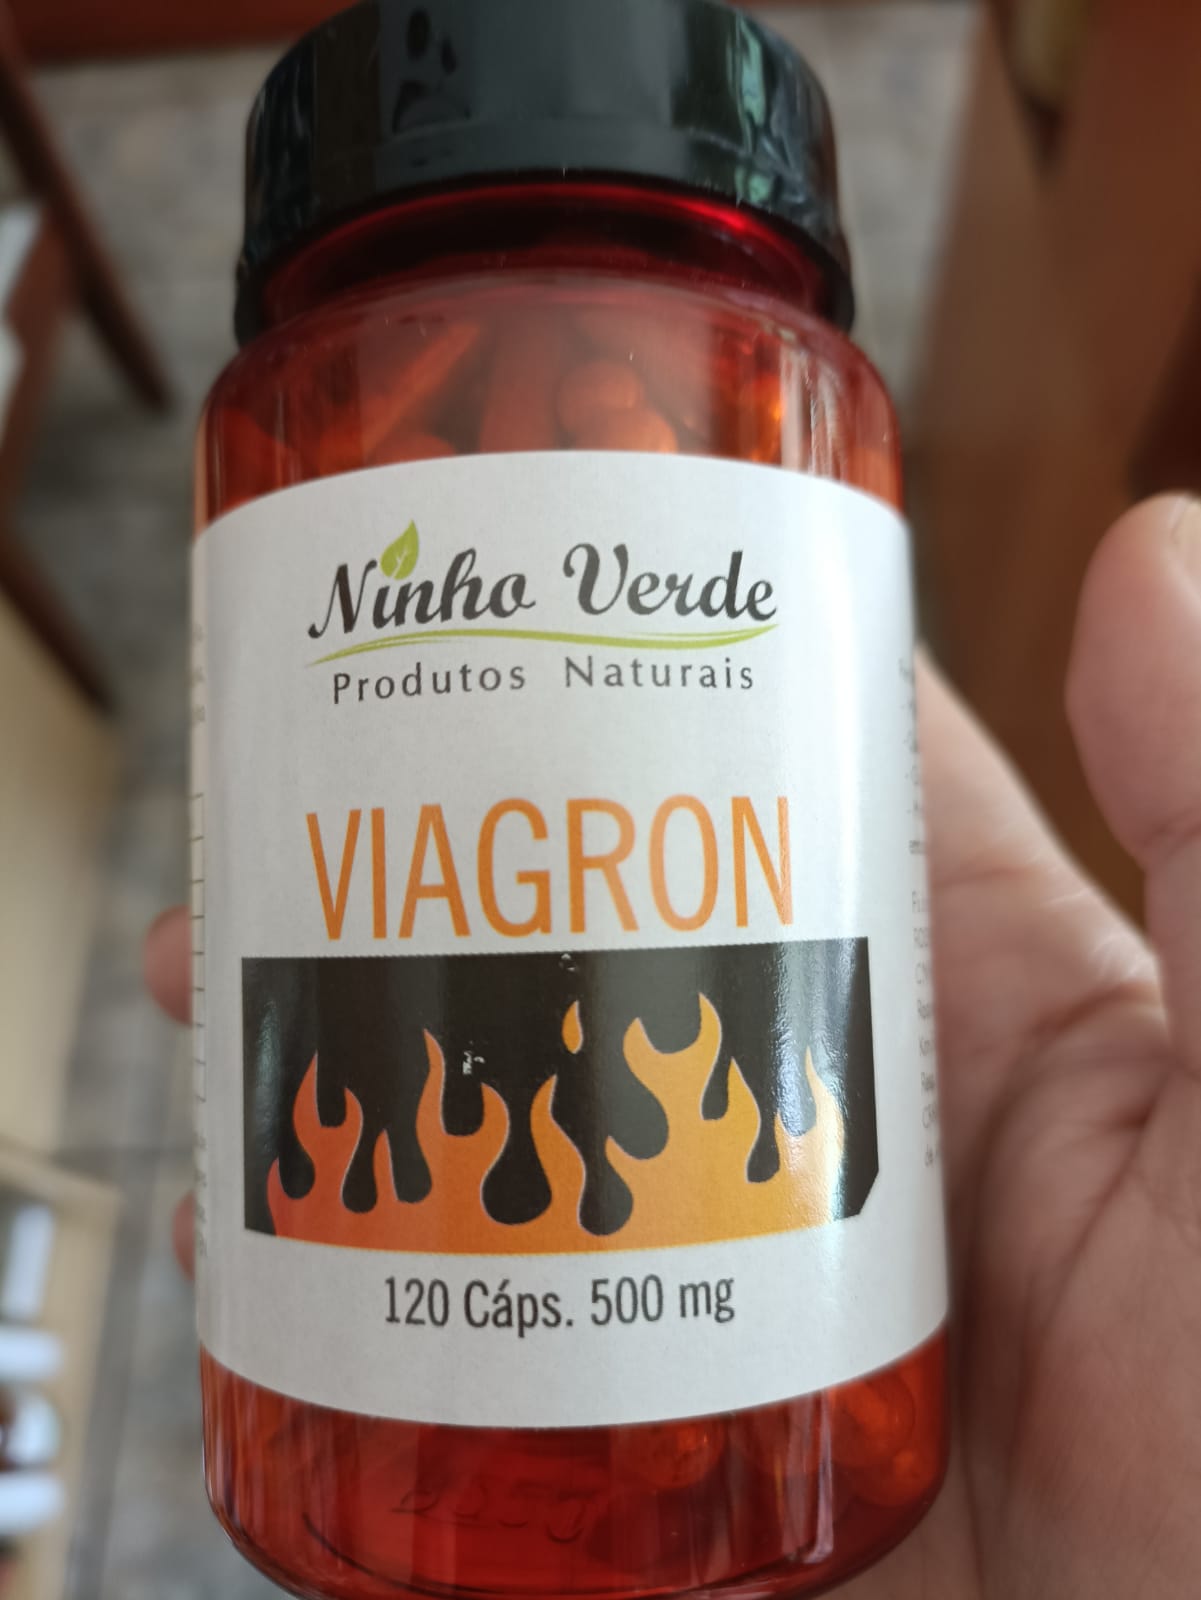 Ninho Verde
Produtos Naturais
VIAGRON
120 Cáps. 500 mg